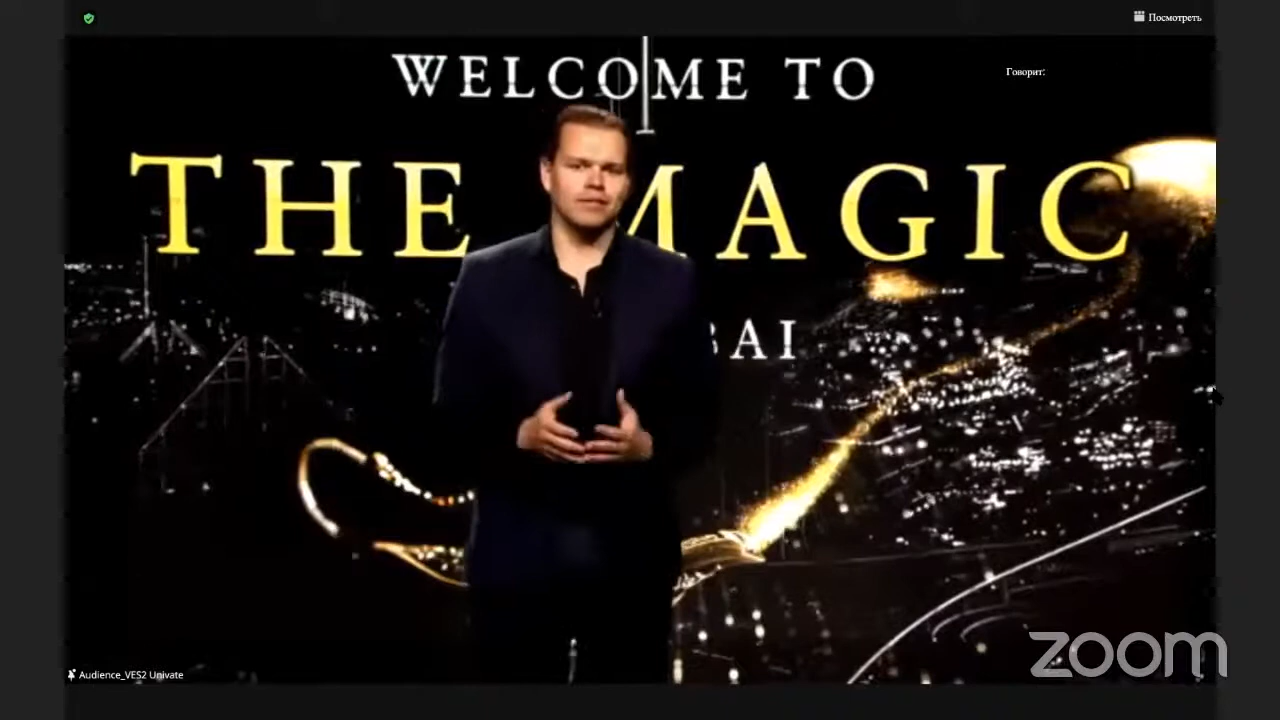 Посмотреть
WELCOME TO
Говорит:
THE MAGIC
BAI
Audience_VES2 Univate
zoom